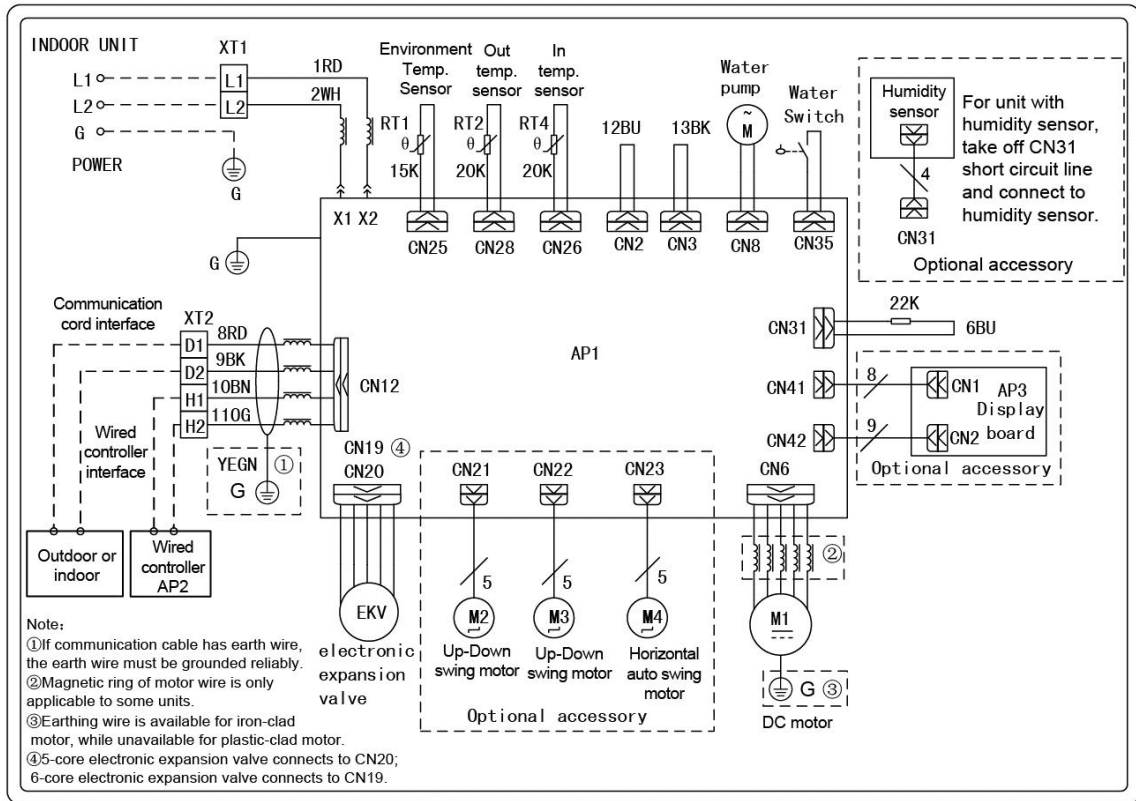 INDOOR UNIT
XT1
L1
L2
G
POWER
L1
L2
G
1RD
2WH
Environment
Temp.
Sensor
Out
temp.
sensor
In
temp.
sensor
RT1
θ
15K
RT2
θ
20K
RT4
θ
20K
12BU
13BK
Water
pump
~
M
Water
Switch
Humidity
sensor
4
CN31
For unit with
humidity sensor,
take off CN31
short circuit line
and connect to
humidity sensor.
Optional accessory
X1 X2
CN25
CN28
CN26
CN2
CN3
CN8
CN35
G
Communication
cord interface
XT2
D1
D2
H1
H2
8RD
9BK
10BN
11OG
CN12
AP1
CN31
22K
6BU
CN41
8
CN1
AP3
Display
board
CN42
9
CN2
Optional accessory
Wired
controller
interface
YEGN ①
G
CN19 ④
CN20
CN21
CN22
CN23
CN6
Outdoor or
indoor
Wired
controller
AP2
EKV
electronic
expansion
valve
5
M2
Up-Down
swing motor
5
M3
Up-Down
swing motor
5
M4
Horizontal
auto swing
motor
Optional accessory
②
M1
G ③
DC motor
Note:
①If communication cable has earth wire,
the earth wire must be grounded reliably.
②Magnetic ring of motor wire is only
applicable to some units.
③Earthing wire is available for iron-clad
motor, while unavailable for plastic-clad motor.
④5-core electronic expansion valve connects to CN20;
6-core electronic expansion valve connects to CN19.